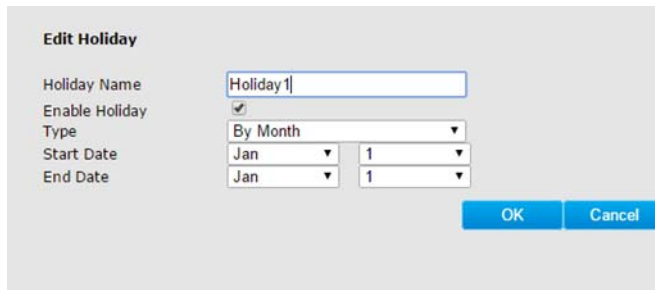 Edit Holiday
Holiday Name Holiday1
Enable Holiday
Type By Month
Start Date Jan 1
End Date Jan 1
OK Cancel